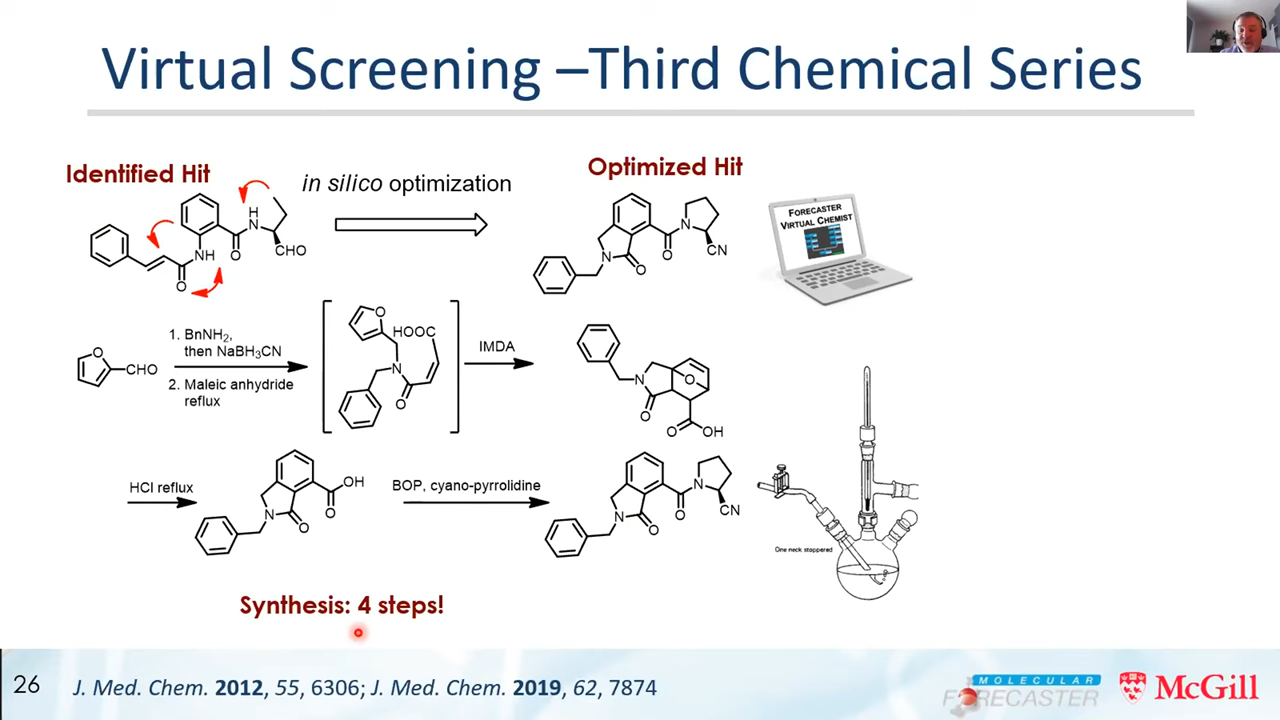 Virtual Screening –Third Chemical Series
Identified Hit
in silico optimization
Optimized Hit
FORECASTER
VIRTUAL CHEMIST
H
N
CHO
O
NH
O
N
O
CN
N
O
O
CHO
1. BnNH2,
then NaBH3CN
2. Maleic anhydride
reflux
O
HOOC
N
O
IMDA
N
O
O
O
OH
HCl reflux
OH
O
N
O
BOP, cyano-pyrrolidine
N
O
CN
N
O
One neck stoppered
Synthesis: 4 steps!
26
J. Med. Chem. 2012, 55, 6306; J. Med. Chem. 2019, 62, 7874
MOLECULAR
FORECASTER
McGill